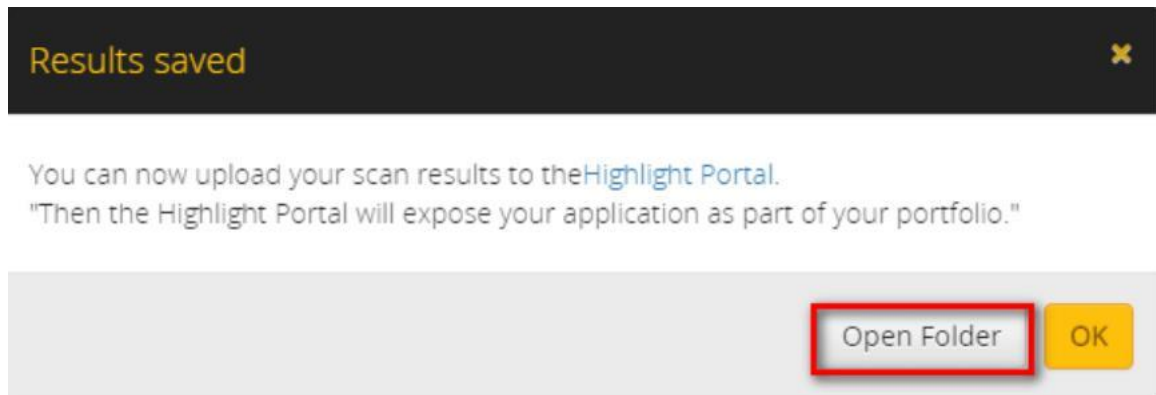 Results saved
You can now upload your scan results to theHighlight Portal.
"Then the Highlight Portal will expose your application as part of your portfolio."
Open Folder
OK